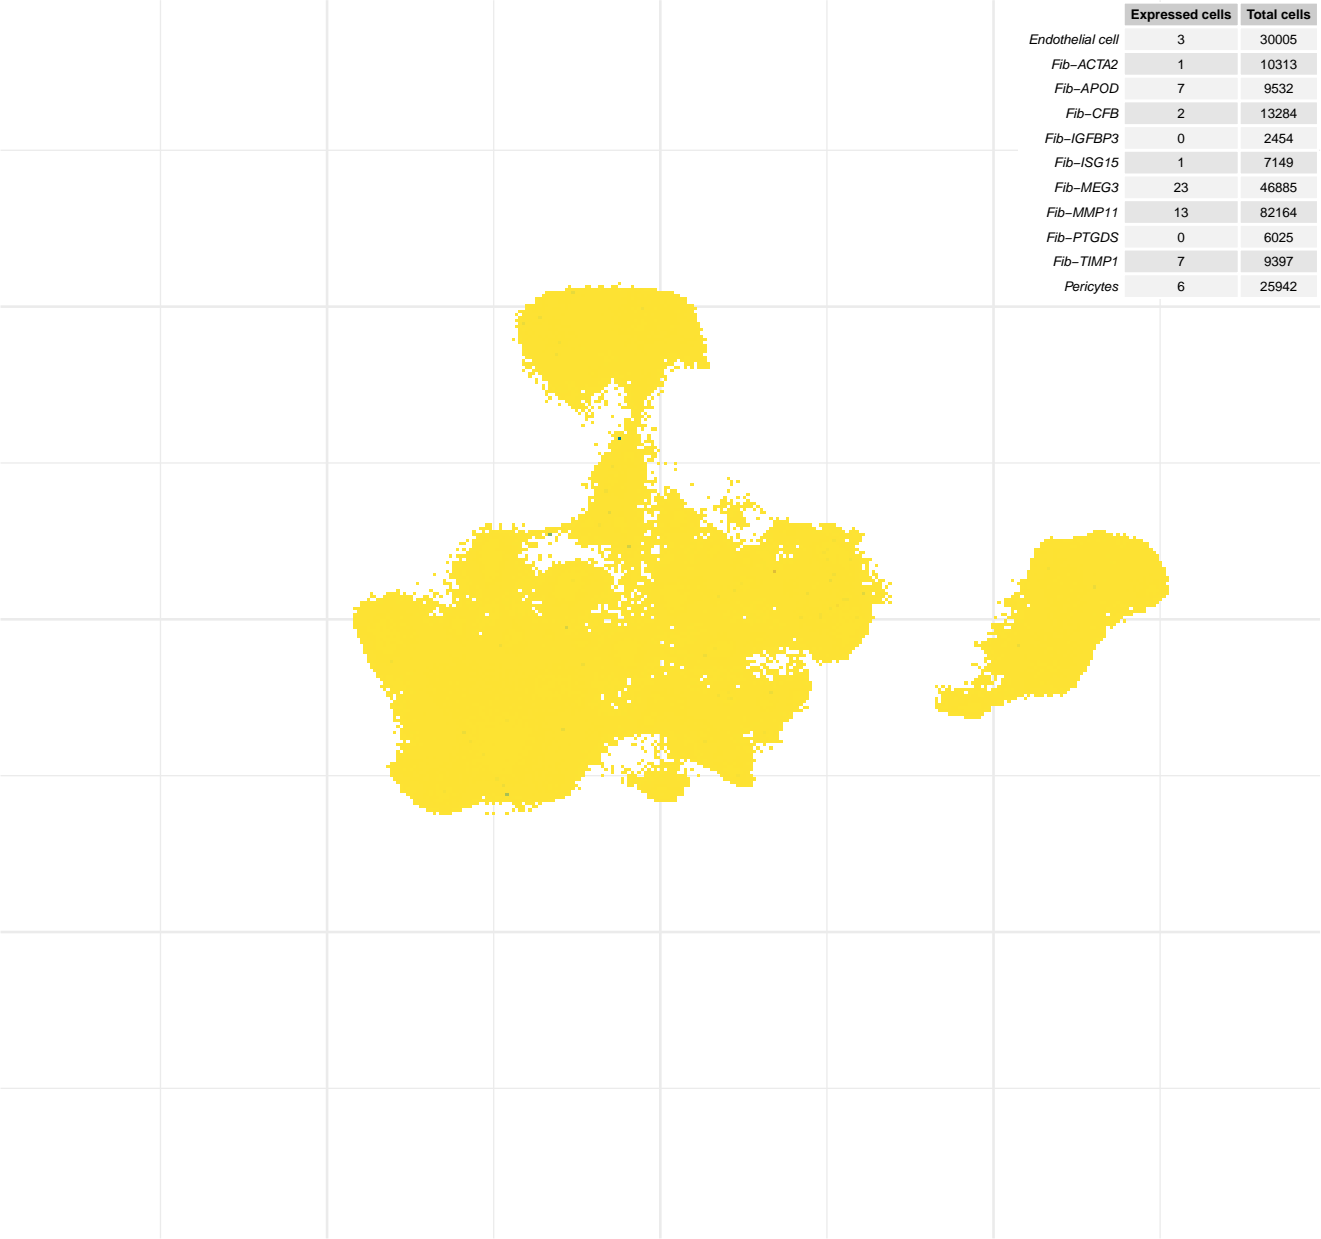 Expressed cells Total cells
Endothelial cell 3 30005
Fib−ACTA2 1 10313
Fib−APOD 7 9532
Fib−CFB 2 13284
Fib−IGFBP3 0 2454
Fib−ISG15 1 7149
Fib−MEG3 23 46885
Fib−MMP11 13 82164
Fib−PTGDS 0 6025
Fib−TIMP1 7 9397
Pericytes 6 25942